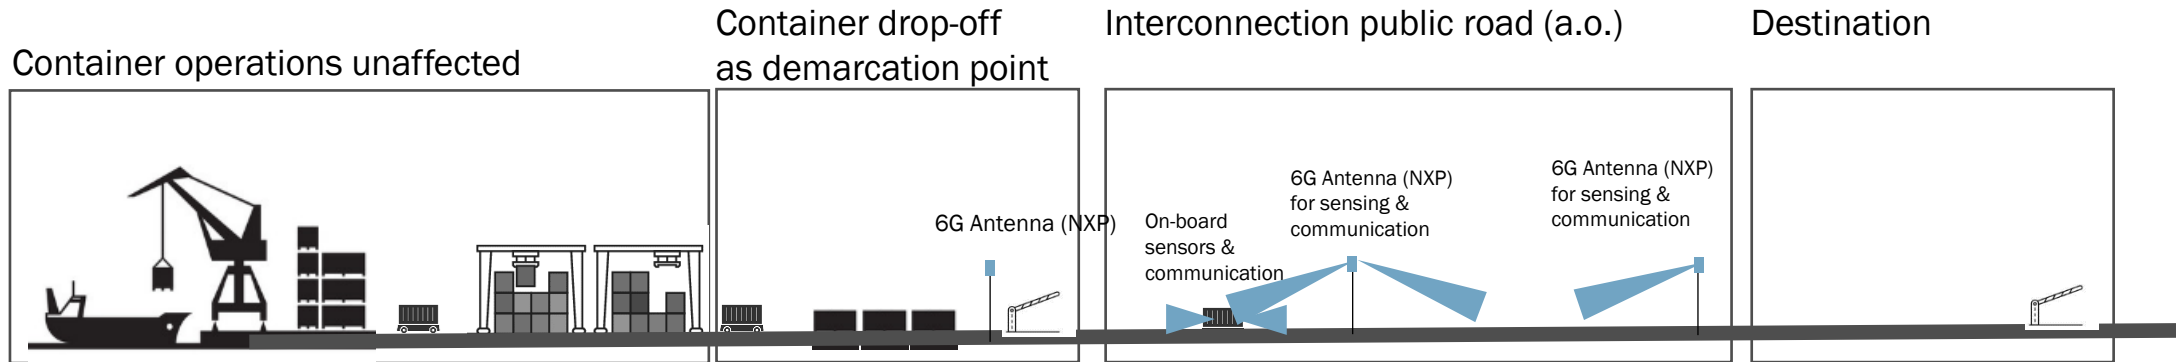 Container operations unaffected
Container drop-off
as demarcation point
Interconnection public road (a.o.)
Destination
6G Antenna (NXP)
On-board
sensors &
communication
6G Antenna (NXP)
for sensing &
communication
6G Antenna (NXP)
for sensing &
communication